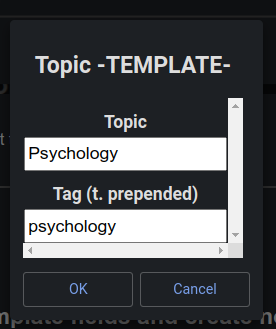 Topic -TEMPLATE-
Topic
Psychology
Tag (t. prepended)
psychology
OK
Cancel